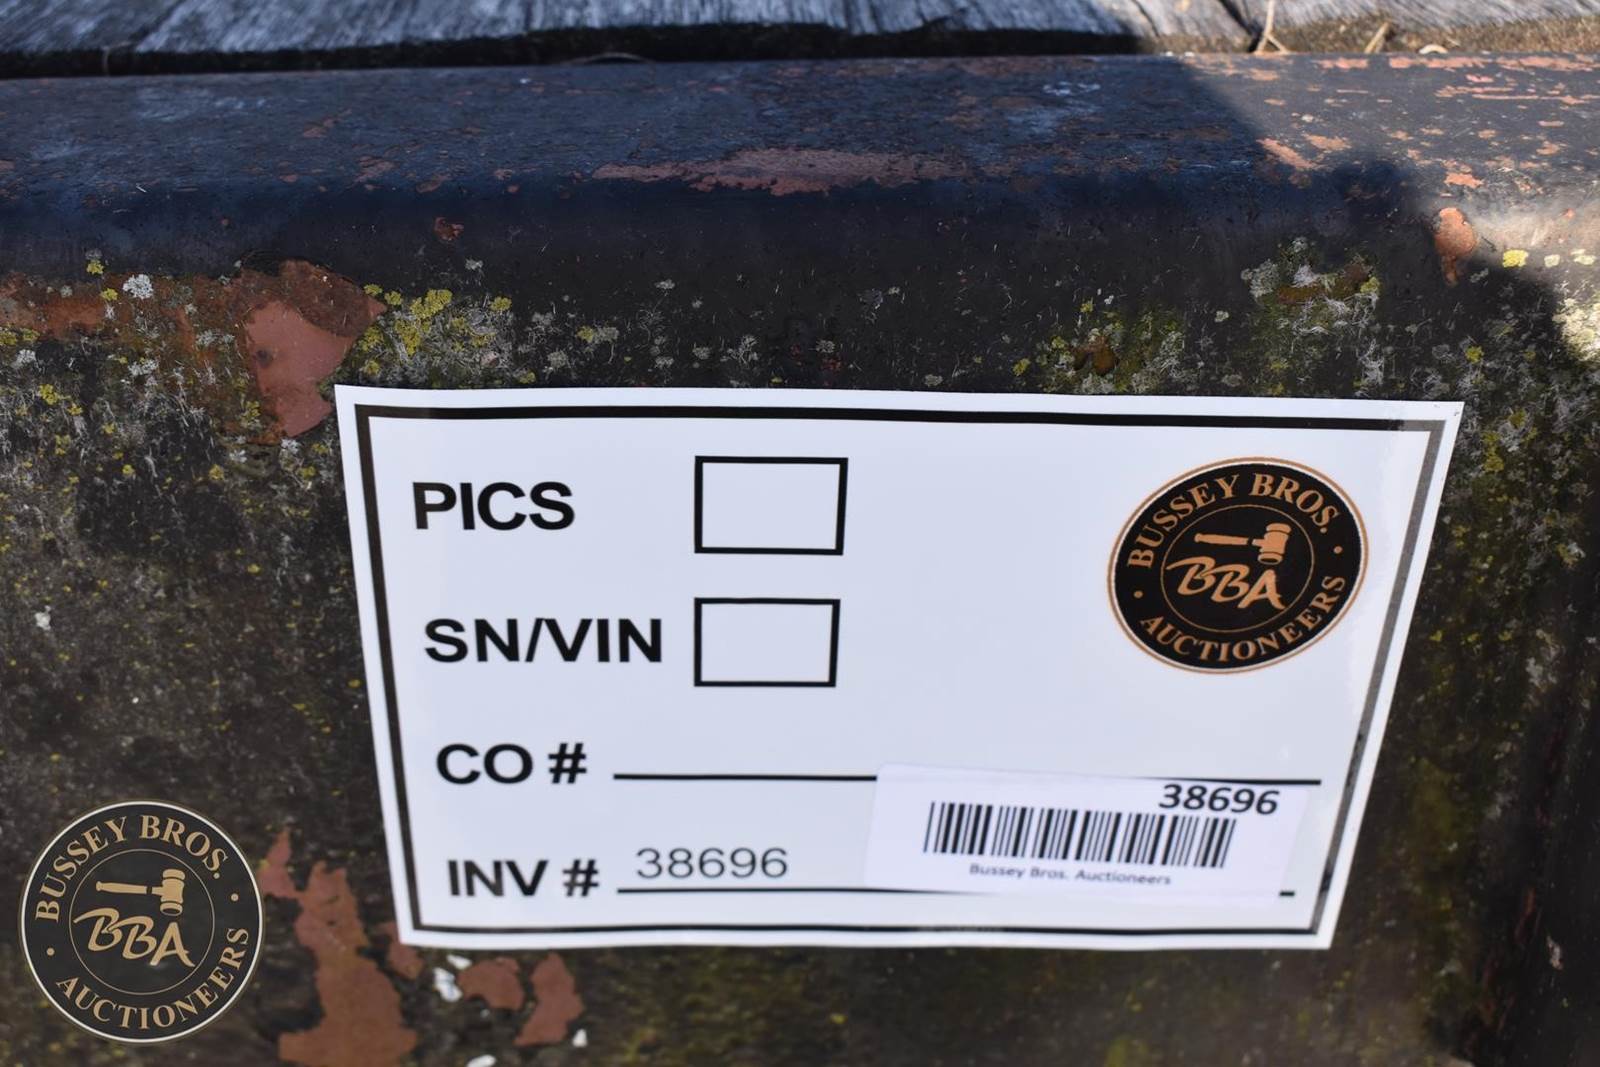 PICS
SN/VIN
CO #
INV # 38696
38696
Bussey Bros. Auctioneers
BUSSEY BROS.
BBA
AUCTIONEERS
BUSSEY BROS.
BBA
AUCTIONEERS